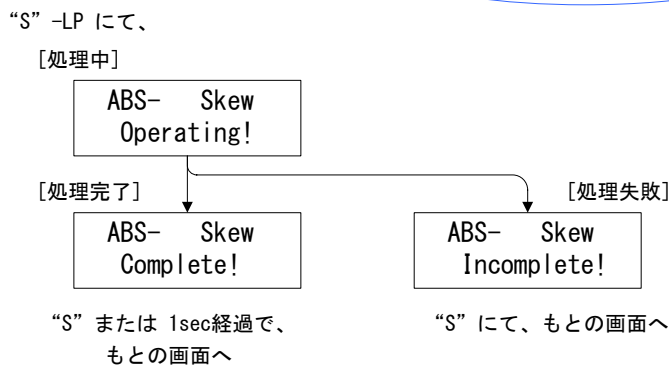 “S”-LP にて、
[処理中]
ABS-　Skew
Operating!
[処理完了]
[処理失敗]
ABS-　Skew
Complete!
ABS-　Skew
Incomplete!
“S”または 1sec経過で、
もとの画面へ
“S”にて、もとの画面へ